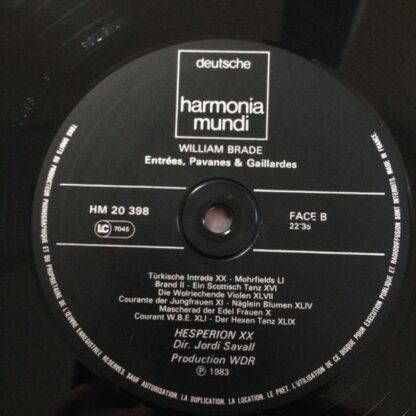 deutsche
harmonia
mundi
WILLIAM BRADE
Entrées, Pavanes & Gaillardes
HM 20 398
LC 7045
FACE B
22'36
Türkische Intrada XX - Mohrfields LI
Brand II - Ein Scottisch Tanz XVI
Die Wolriechende Violen XLVII
Courante der Jungfrauen XI - Näglein Blumen XLIV
Mascherad der Edel Frauen X
Courant W.B.E. XLI - Der Hexen Tanz XLIX
HESPERION XX
Dir. Jordi Savall
Production WDR
Ⓟ 1983
TOUS DROITS DU PRODUCTEUR PHONOGRAPHIQUE ET DU PROPRIETAIRE DE L'ŒUVRE ENREGISTREE RESERVES. SAUF AUTORISATION, LA DUPLICATION, LA LOCATION, LE PRET, L'UTILISATION DE CE DISQUE POUR EXECUTION PUBLIQUE ET RADIODIFFUSION SONT INTERDITS. MADE IN FRANCE.